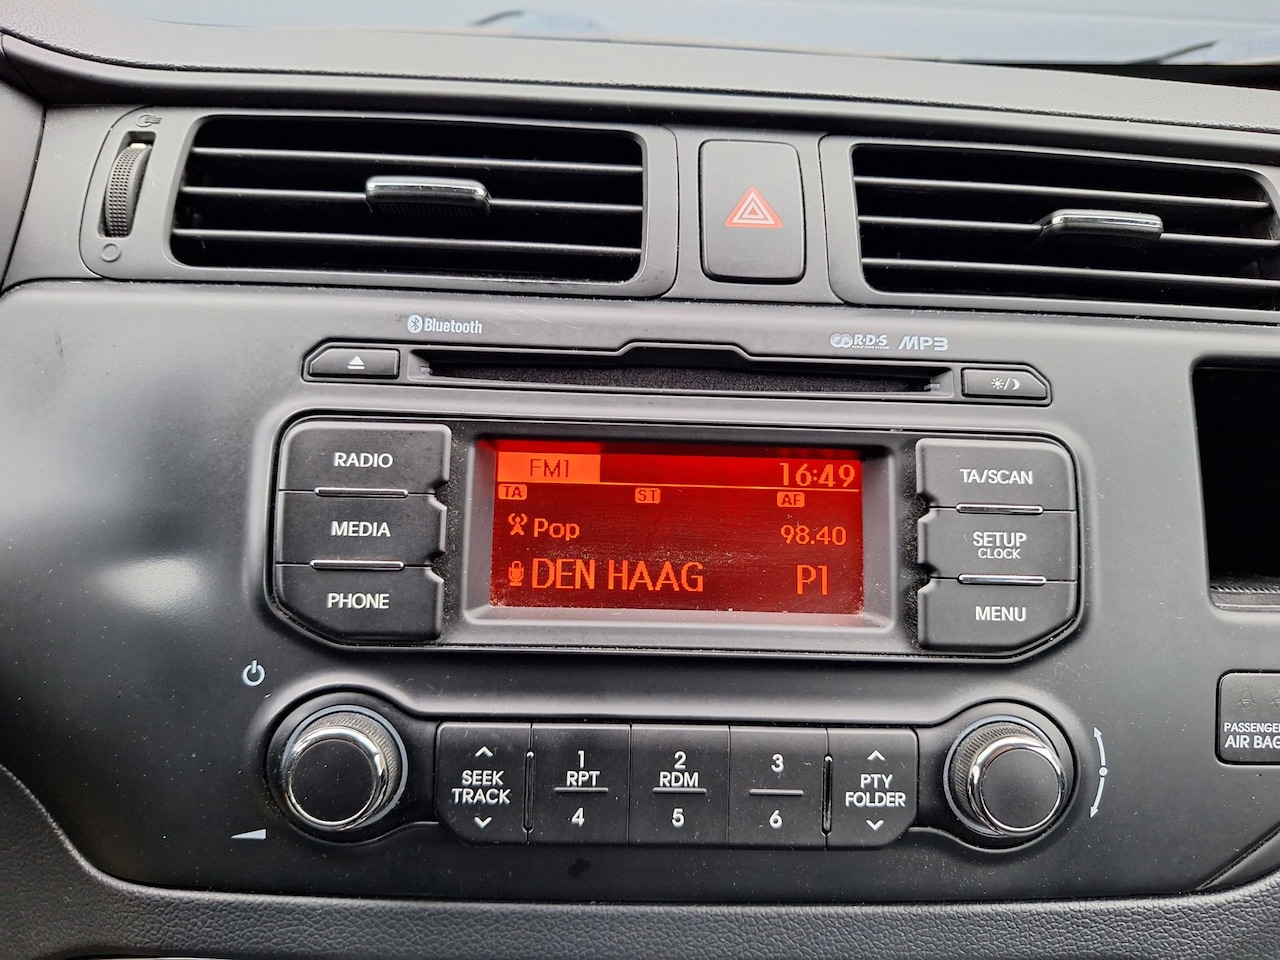 Bluetooth
R·D·S MP3
RADIO
MEDIA
PHONE
FM1 16:49
TA ST AF
Pop 98.40
DEN HAAG P1
TA/SCAN
SETUP
CLOCK
MENU
SEEK
TRACK
1
RPT
4
2
RDM
5
3
6
PTY
FOLDER
PASSENGER
AIR BAG